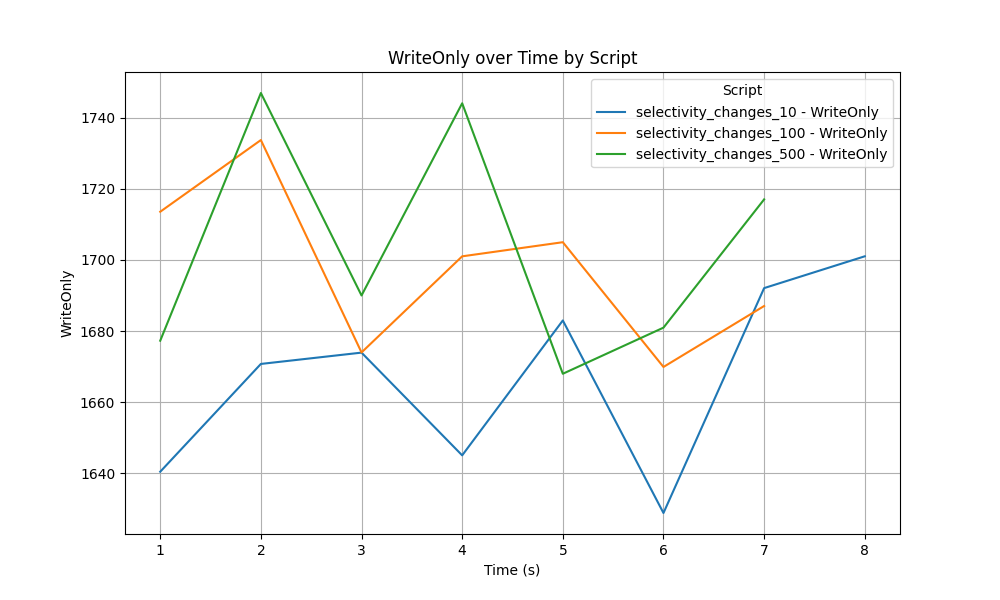 WriteOnly over Time by Script
Script
selectivity_changes_10 - WriteOnly
selectivity_changes_100 - WriteOnly
selectivity_changes_500 - WriteOnly
WriteOnly
1740
1720
1700
1680
1660
1640
1 2 3 4 5 6 7 8
Time (s)